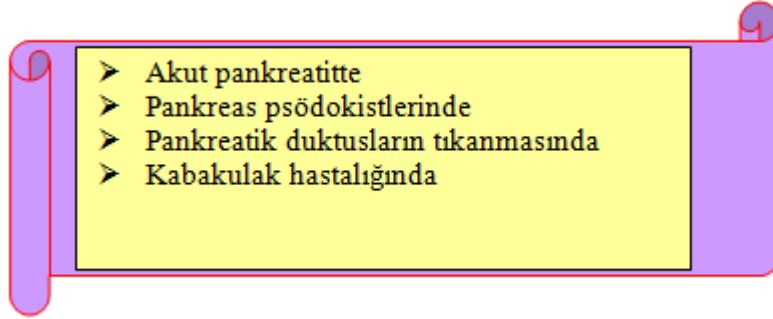 ➤ Akut pankreatitte
➤ Pankreas psödokistlerinde
➤ Pankreatik duktusların tıkanmasında
➤ Kabakulak hastalığında